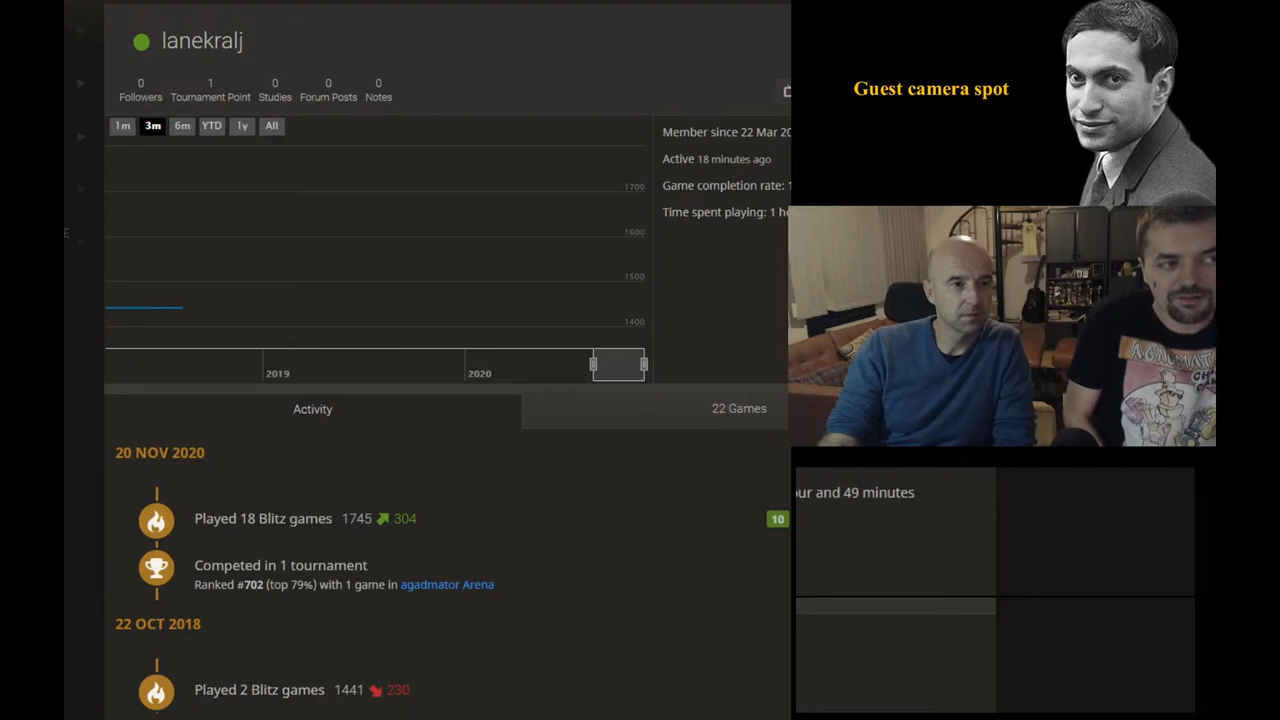 lanekralj
0 1 0 0 0
Followers Tournament Point Studies Forum Posts Notes
1m 3m 6m YTD 1y All
1700
1600
1500
1400
2019 2020
Member since 22 Mar 20
Active 18 minutes ago
Game completion rate:
Time spent playing: 1 h
Activity
22 Games
20 NOV 2020
Played 18 Blitz games 1745 304
10
Competed in 1 tournament
Ranked #702 (top 79%) with 1 game in agadmator Arena
22 OCT 2018
Played 2 Blitz games 1441 230
Guest camera spot
AGADMATO
our and 49 minutes